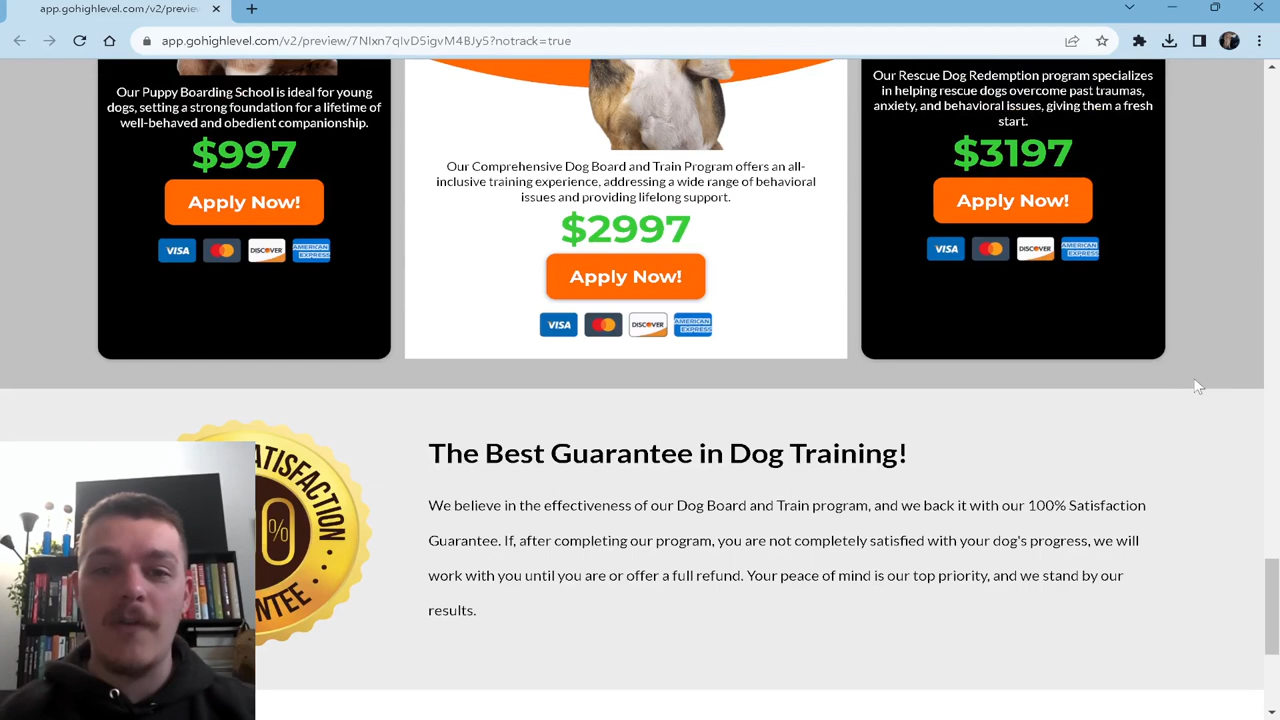 app.gohighlevel.com/v2/previe
app.gohighlevel.com/v2/preview/7NIxn7qIvD5igvM4BJy5?notrack=true
Our Puppy Boarding School is ideal for young
dogs, setting a strong foundation for a lifetime of
well-behaved and obedient companionship.
$997
Apply Now!
VISA
DISCOVER
AMERICAN
EXPRESS
Our Comprehensive Dog Board and Train Program offers an all-
inclusive training experience, addressing a wide range of behavioral
issues and providing lifelong support.
$2997
Apply Now!
VISA
DISCOVER
AMERICAN
EXPRESS
Our Rescue Dog Redemption program specializes
in helping rescue dogs overcome past traumas,
anxiety, and behavioral issues, giving them a fresh
start.
$3197
Apply Now!
VISA
DISCOVER
AMERICAN
EXPRESS
ATISFACTION
0%
NTEE
The Best Guarantee in Dog Training!
We believe in the effectiveness of our Dog Board and Train program, and we back it with our 100% Satisfaction
Guarantee. If, after completing our program, you are not completely satisfied with your dog's progress, we will
work with you until you are or offer a full refund. Your peace of mind is our top priority, and we stand by our
results.